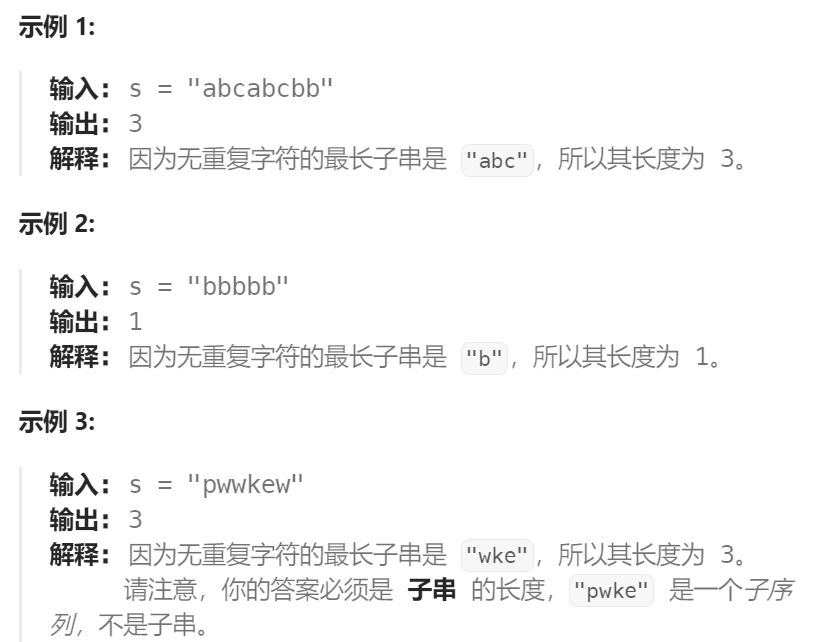 示例 1:
输入: s = "abcabcbb"
输出: 3
解释: 因为无重复字符的最长子串是 "abc"，所以其长度为 3。
示例 2:
输入: s = "bbbbb"
输出: 1
解释: 因为无重复字符的最长子串是 "b"，所以其长度为 1。
示例 3:
输入: s = "pwwkew"
输出: 3
解释: 因为无重复字符的最长子串是 "wke"，所以其长度为 3。
请注意，你的答案必须是 子串 的长度，"pwke" 是一个子序
列，不是子串。